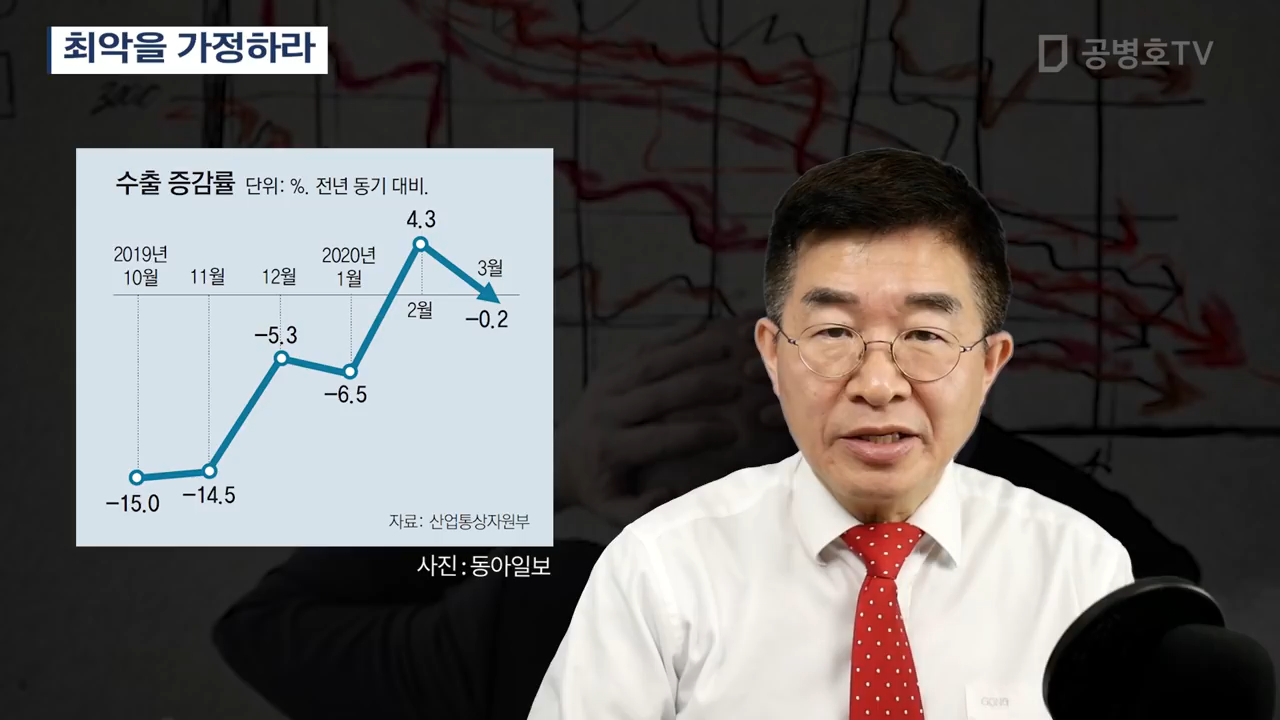 최악을 가정하라
공병호TV
수출 증감률 단위: %. 전년 동기 대비.
4.3
2019년
10월
11월
12월
2020년
1월
3월
2월
-5.3
-0.2
-6.5
-15.0
-14.5
자료: 산업통상자원부
사진:동아일보